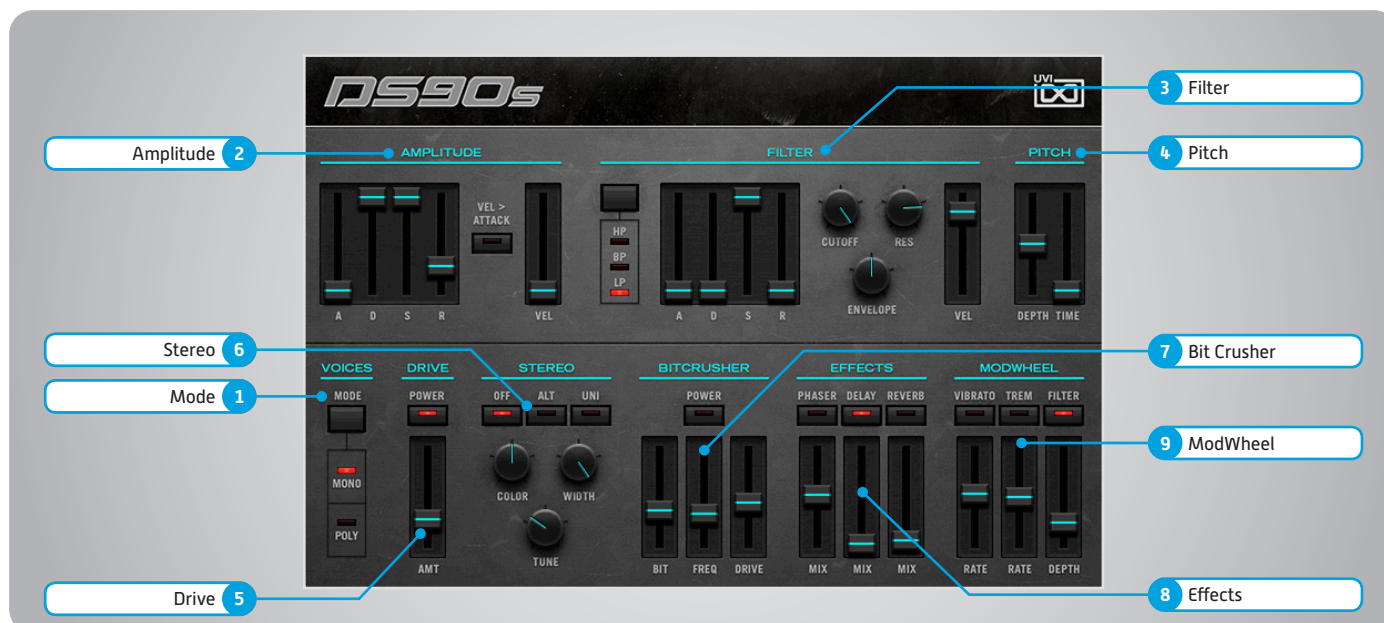 DS90s
UVI
3 Filter
Amplitude 2
AMPLITUDE
FILTER
PITCH
4 Pitch
VEL >
ATTACK
HP
BP
LP
CUTOFF RES
ENVELOPE
A D S R VEL
A D S R VEL
DEPTH TIME
Stereo 6
7 Bit Crusher
VOICES DRIVE STEREO BITCRUSHER EFFECTS MODWHEEL
Mode 1
MODE POWER OFF ALT UNI POWER PHASER DELAY REVERB VIBRATO TREM FILTER
9 ModWheel
MONO
COLOR WIDTH
POLY
TUNE
AMT BIT FREQ DRIVE MIX MIX MIX RATE RATE DEPTH
Drive 5
8 Effects